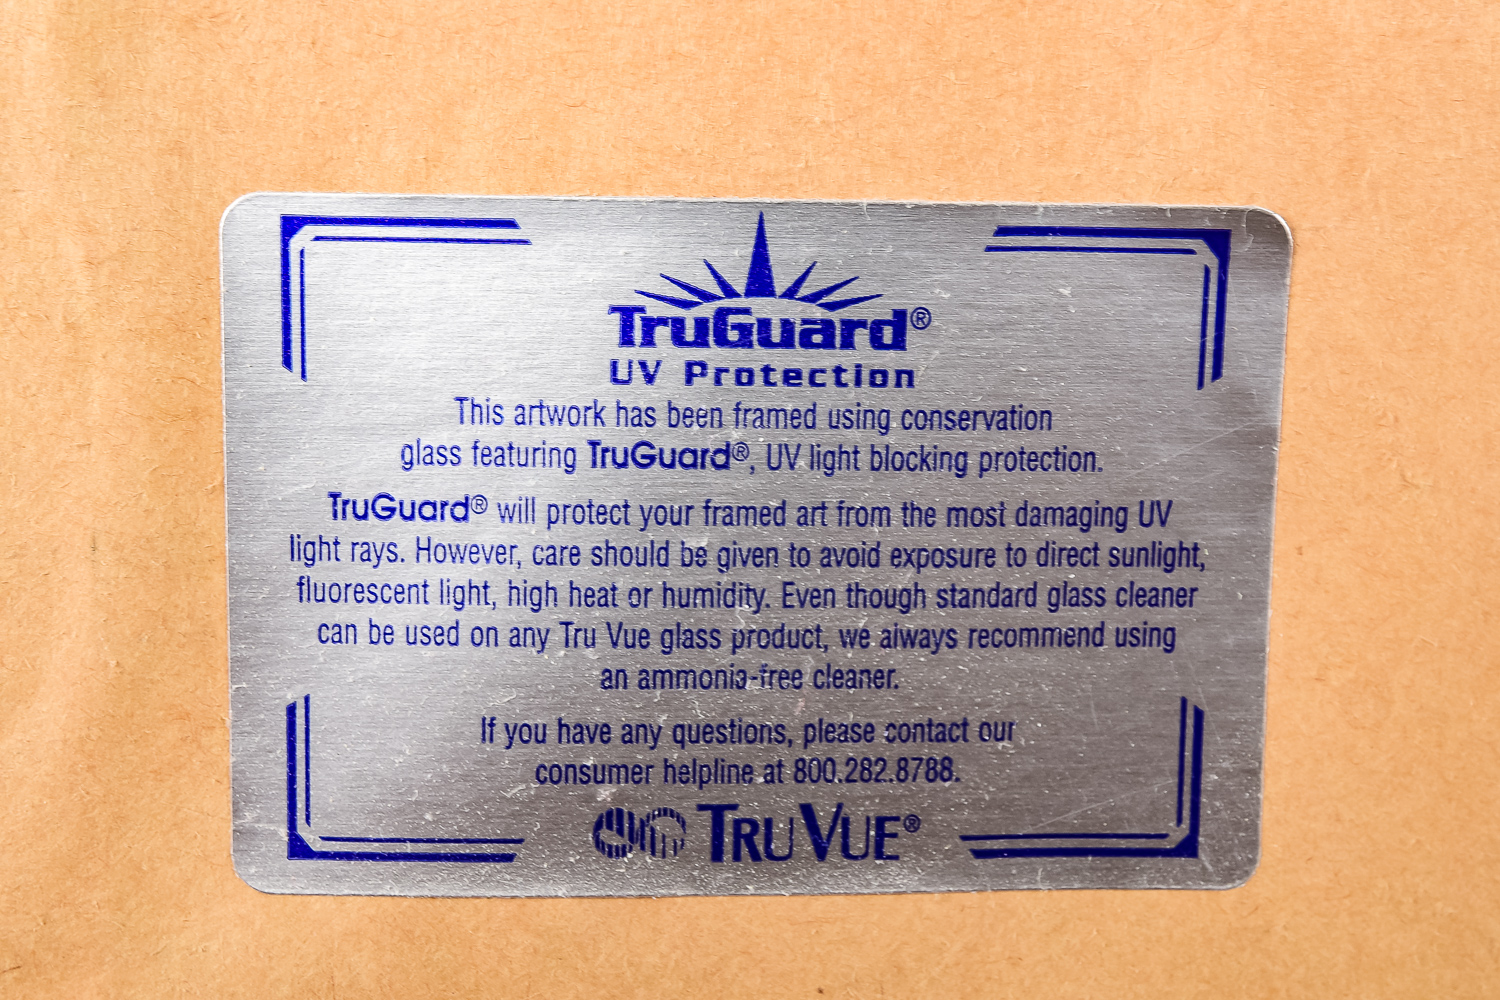 TruGuard®
UV Protection
This artwork has been framed using conservation
glass featuring TruGuard®, UV light blocking protection.
TruGuard® will protect your framed art from the most damaging UV
light rays. However, care should be given to avoid exposure to direct sunlight,
fluorescent light, high heat or humidity. Even though standard glass cleaner
can be used on any Tru Vue glass product, we always recommend using
an ammonia-free cleaner.
If you have any questions, please contact our
consumer helpline at 800.282.8788.
TRU VUE®